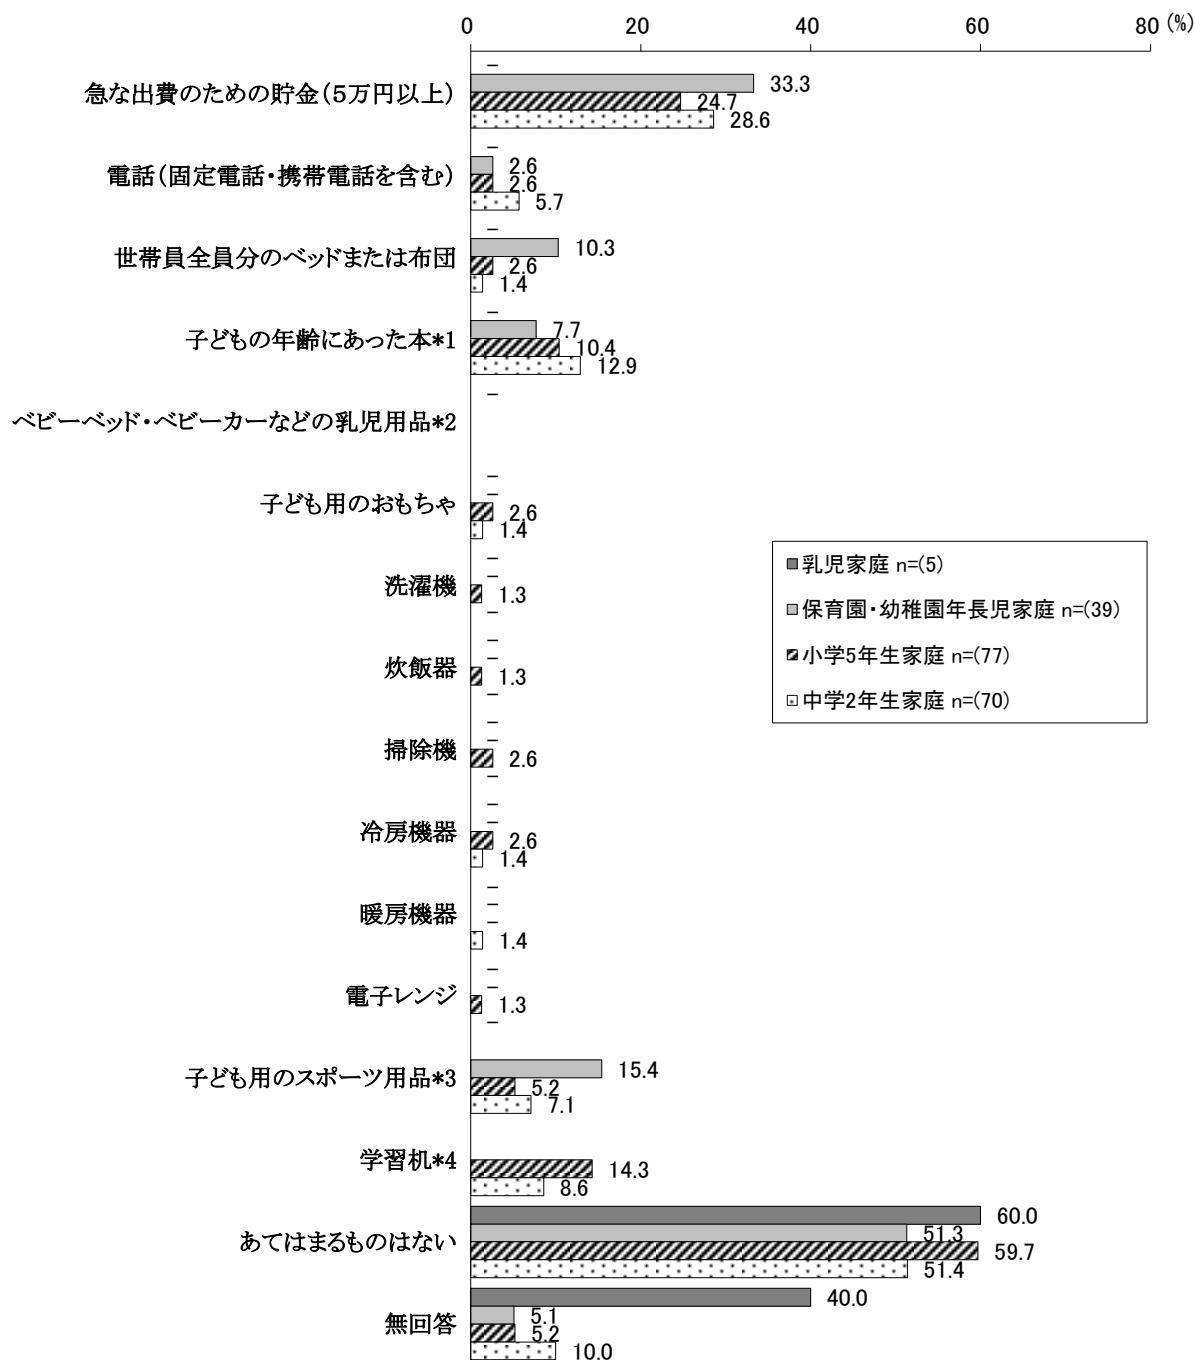 0 20 40 60 80 (%)
急な出費のための貯金(5万円以上)
–
33.3
24.7
28.6
電話(固定電話・携帯電話を含む)
–
2.6
2.6
5.7
世帯員全員分のベッドまたは布団
–
10.3
2.6
1.4
子どもの年齢にあった本*1
–
7.7
10.4
12.9
ベビーベッド・ベビーカーなどの乳児用品*2
–
子ども用のおもちゃ
–
–
2.6
1.4
洗濯機
–
–
1.3
–
炊飯器
–
–
1.3
–
掃除機
–
–
2.6
–
冷房機器
–
–
2.6
1.4
暖房機器
–
–
–
1.4
電子レンジ
–
–
1.3
–
子ども用のスポーツ用品*3
15.4
5.2
7.1
学習机*4
14.3
8.6
あてはまるものはない
60.0
51.3
59.7
51.4
無回答
40.0
5.1
5.2
10.0
乳児家庭 n=(5)
保育園・幼稚園年長児家庭 n=(39)
小学5年生家庭 n=(77)
中学2年生家庭 n=(70)